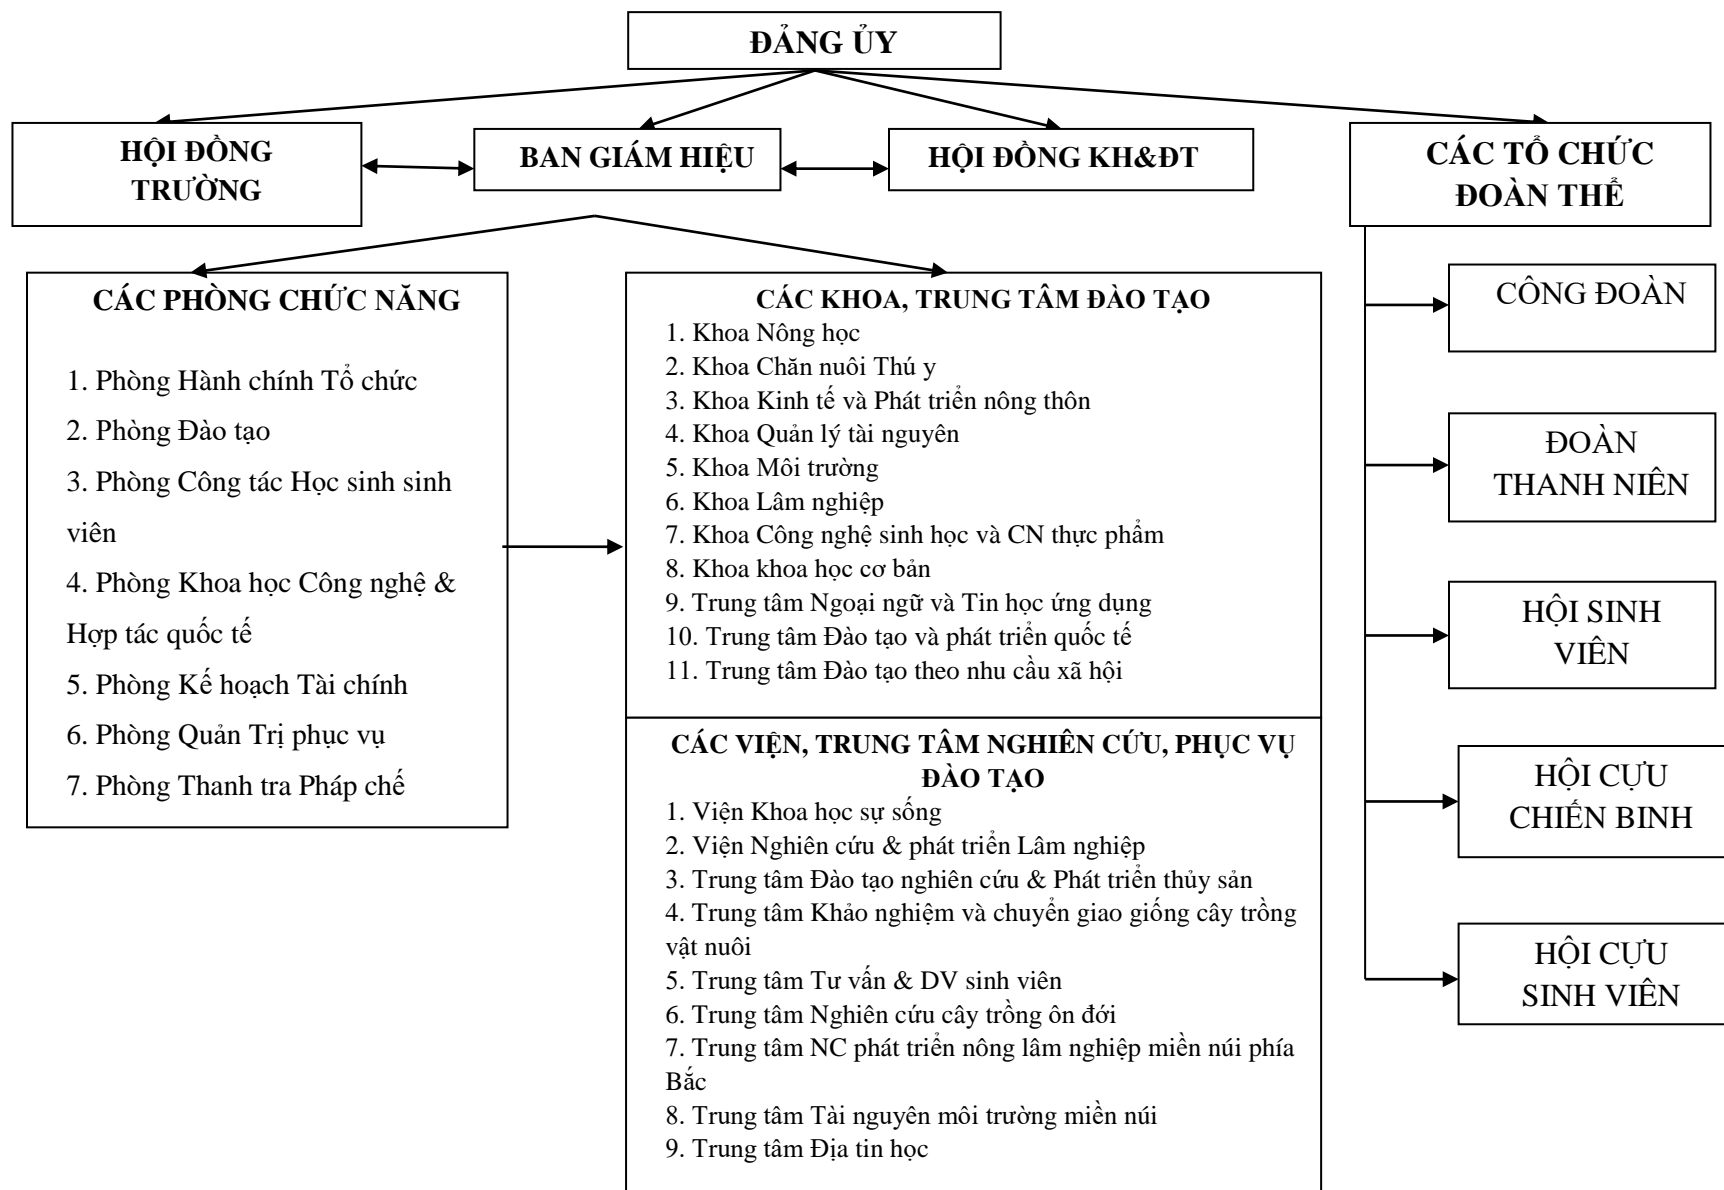 ĐẢNG ỦY
HỘI ĐỒNG
TRƯỜNG
BAN GIÁM HIỆU
HỘI ĐỒNG KH&ĐT
CÁC TỔ CHỨC
ĐOÀN THỂ
CÁC PHÒNG CHỨC NĂNG
1. Phòng Hành chính Tổ chức
2. Phòng Đào tạo
3. Phòng Công tác Học sinh sinh
viên
4. Phòng Khoa học Công nghệ &
Hợp tác quốc tế
5. Phòng Kế hoạch Tài chính
6. Phòng Quản Trị phục vụ
7. Phòng Thanh tra Pháp chế
CÁC KHOA, TRUNG TÂM ĐÀO TẠO
1. Khoa Nông học
2. Khoa Chăn nuôi Thú y
3. Khoa Kinh tế và Phát triển nông thôn
4. Khoa Quản lý tài nguyên
5. Khoa Môi trường
6. Khoa Lâm nghiệp
7. Khoa Công nghệ sinh học và CN thực phẩm
8. Khoa khoa học cơ bản
9. Trung tâm Ngoại ngữ và Tin học ứng dụng
10. Trung tâm Đào tạo và phát triển quốc tế
11. Trung tâm Đào tạo theo nhu cầu xã hội
CÁC VIỆN, TRUNG TÂM NGHIÊN CỨU, PHỤC VỤ
ĐÀO TẠO
1. Viện Khoa học sự sống
2. Viện Nghiên cứu & phát triển Lâm nghiệp
3. Trung tâm Đào tạo nghiên cứu & Phát triển thủy sản
4. Trung tâm Khảo nghiệm và chuyển giao giống cây trồng
vật nuôi
5. Trung tâm Tư vấn & DV sinh viên
6. Trung tâm Nghiên cứu cây trồng ôn đới
7. Trung tâm NC phát triển nông lâm nghiệp miền núi phía
Bắc
8. Trung tâm Tài nguyên môi trường miền núi
9. Trung tâm Địa tin học
CÔNG ĐOÀN
ĐOÀN
THANH NIÊN
HỘI SINH
VIÊN
HỘI CỰU
CHIẾN BINH
HỘI CỰU
SINH VIÊN